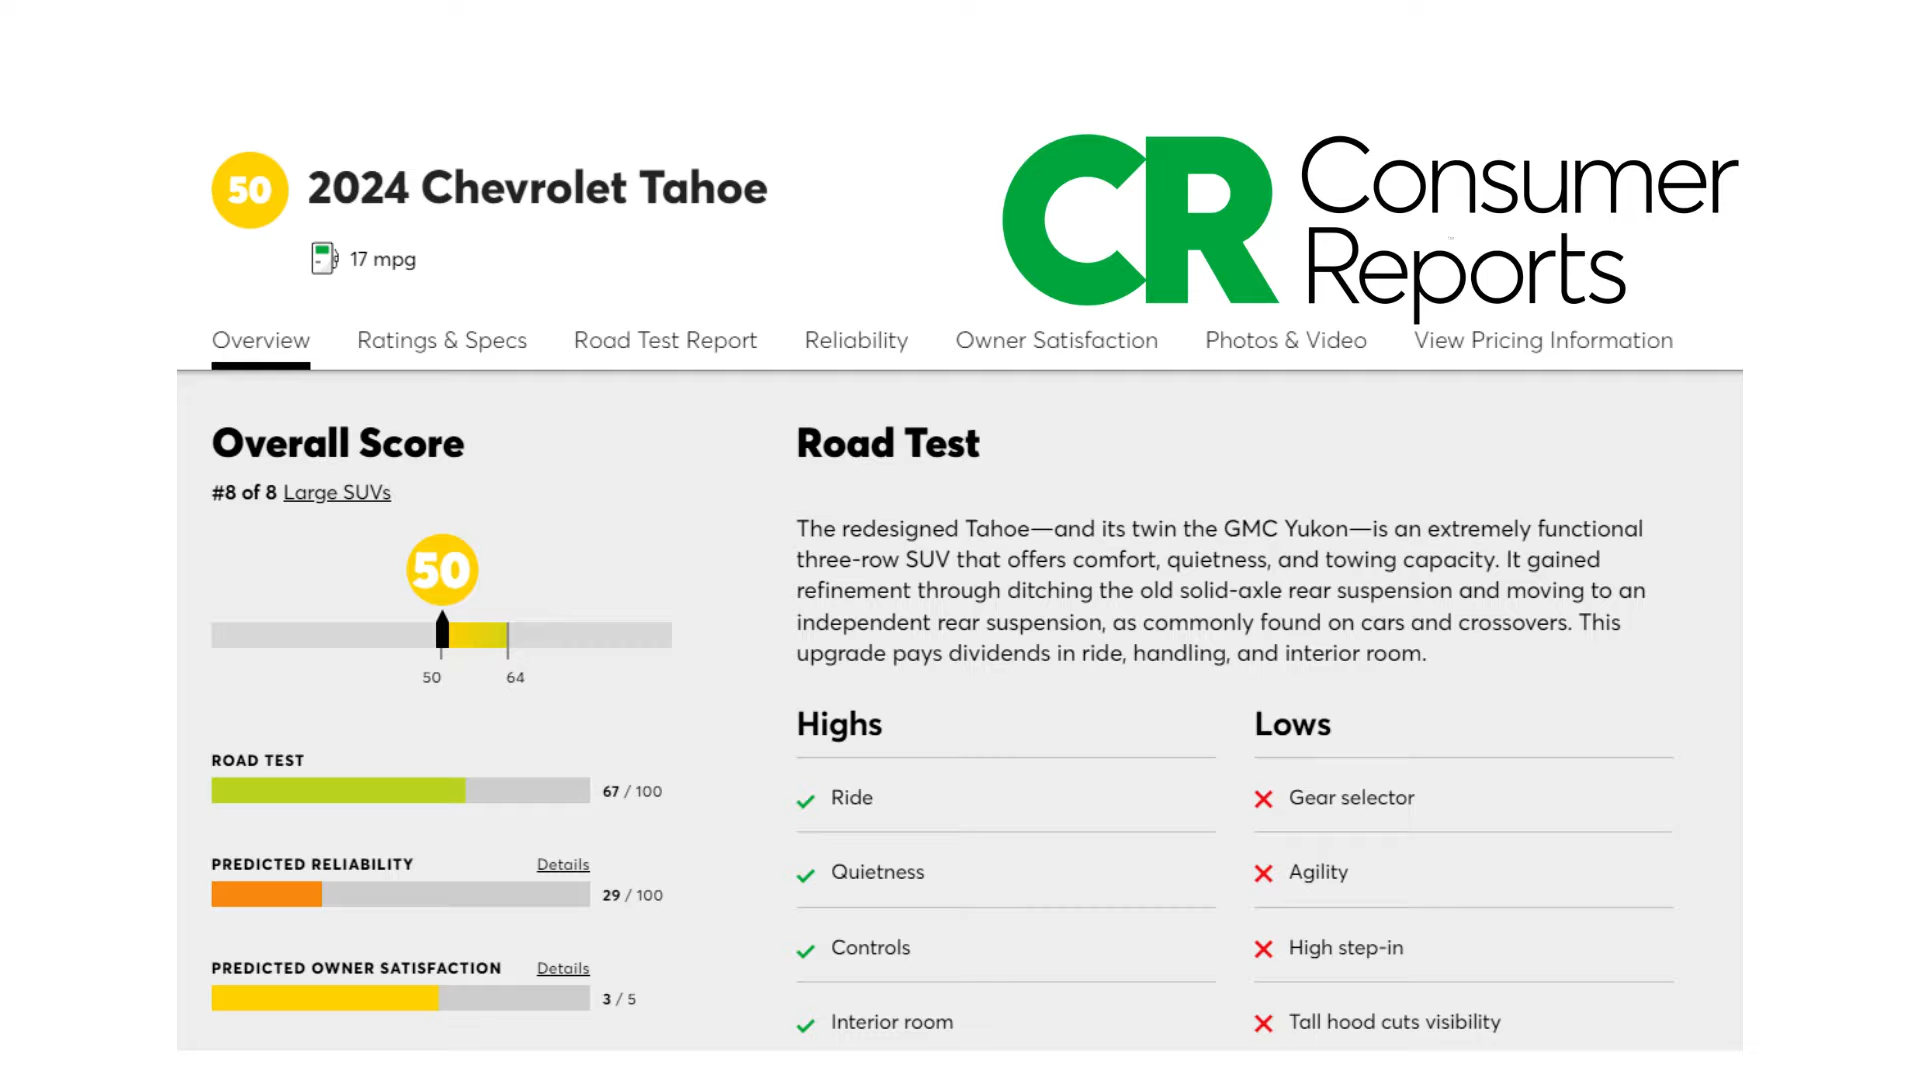 50
2024 Chevrolet Tahoe
17 mpg
CR
Consumer
Reports
Overview
Ratings & Specs
Road Test Report
Reliability
Owner Satisfaction
Photos & Video
View Pricing Information
Overall Score
#8 of 8 Large SUVs
50
50
64
ROAD TEST
67 / 100
PREDICTED RELIABILITY
Details
29 / 100
PREDICTED OWNER SATISFACTION
Details
3 / 5
Road Test
The redesigned Tahoe—and its twin the GMC Yukon—is an extremely functional
three-row SUV that offers comfort, quietness, and towing capacity. It gained
refinement through ditching the old solid-axle rear suspension and moving to an
independent rear suspension, as commonly found on cars and crossovers. This
upgrade pays dividends in ride, handling, and interior room.
Highs
Ride
Quietness
Controls
Interior room
Lows
Gear selector
Agility
High step-in
Tall hood cuts visibility